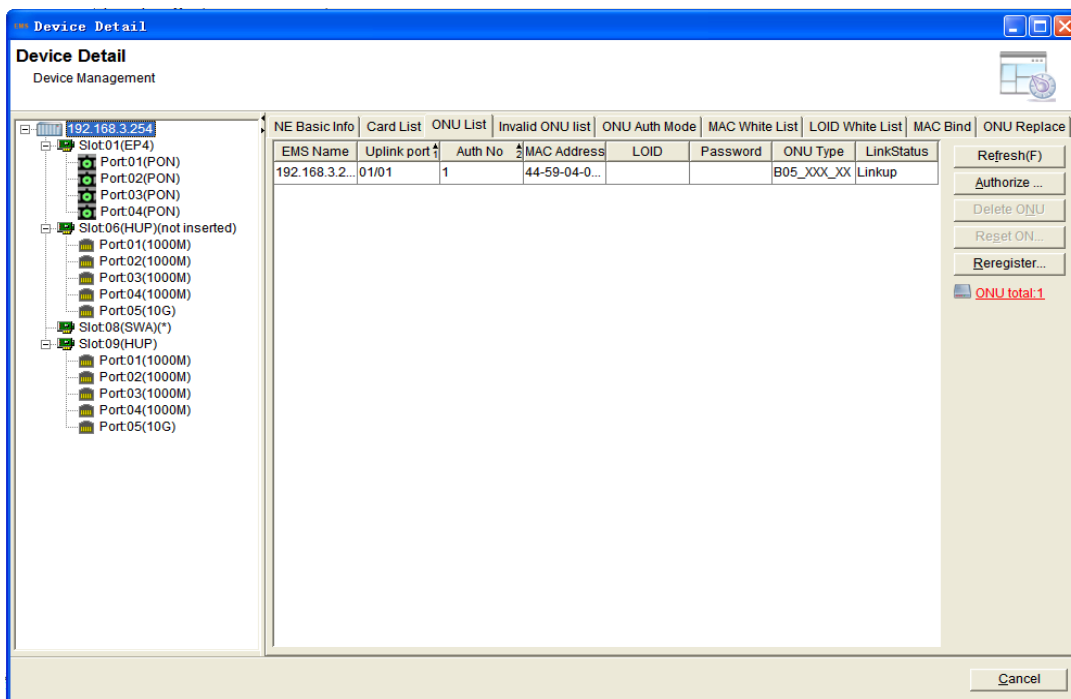 Device Detail
Device Detail
Device Management
192.168.3.254
Slot:01(EP4)
Port:01(PON)
Port:02(PON)
Port:03(PON)
Port:04(PON)
Slot:06(HUP)(not inserted)
Port:01(1000M)
Port:02(1000M)
Port:03(1000M)
Port:04(1000M)
Port:05(10G)
Slot:08(SWA)(*)
Slot:09(HUP)
Port:01(1000M)
Port:02(1000M)
Port:03(1000M)
Port:04(1000M)
Port:05(10G)
NE Basic Info Card List ONU List Invalid ONU list ONU Auth Mode MAC White List LOID White List MAC Bind ONU Replace
EMS Name Uplink port 1 Auth No 2 MAC Address LOID Password ONU Type LinkStatus
192.168.3.2... 01/01 1 44-59-04-0... B05_XXX_XX Linkup
Refresh(F)
Authorize ...
Delete ONU
Reset ON...
Reregister...
ONU total:1
Cancel